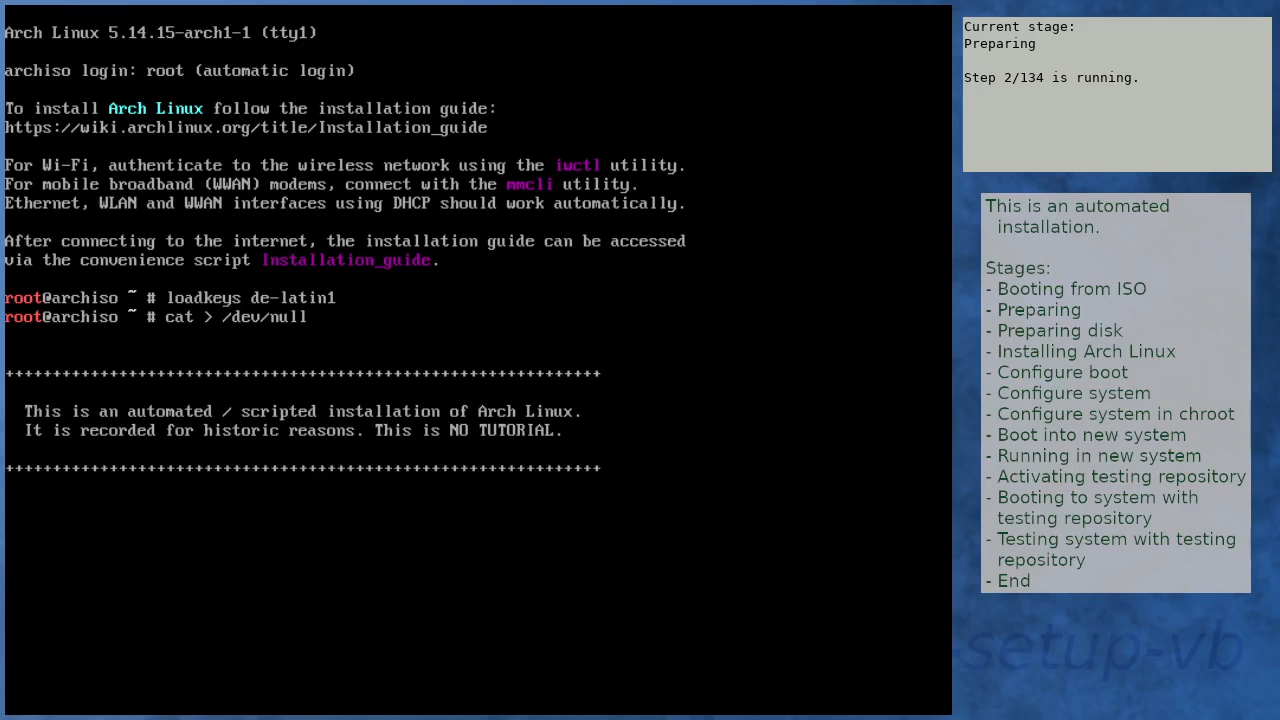 Arch Linux 5.14.15-arch1-1 (tty1)
archiso login: root (automatic login)
To install Arch Linux follow the installation guide:
https://wiki.archlinux.org/title/Installation_guide
For Wi-Fi, authenticate to the wireless network using the iwctl utility.
For mobile broadband (WWAN) modems, connect with the mmcli utility.
Ethernet, WLAN and WWAN interfaces using DHCP should work automatically.
After connecting to the internet, the installation guide can be accessed
via the convenience script Installation_guide.
root@archiso ~ # loadkeys de-latin1
root@archiso ~ # cat > /dev/null
+++++++++++++++++++++++++++++++++++++++++++++++++++++++++++++++
This is an automated / scripted installation of Arch Linux.
It is recorded for historic reasons. This is NO TUTORIAL.
+++++++++++++++++++++++++++++++++++++++++++++++++++++++++++++++
Current stage:
Preparing
Step 2/134 is running.
This is an automated
installation.
Stages:
- Booting from ISO
- Preparing
- Preparing disk
- Installing Arch Linux
- Configure boot
- Configure system
- Configure system in chroot
- Boot into new system
- Running in new system
- Activating testing repository
- Booting to system with
testing repository
- Testing system with testing
repository
- End
-setup-vb